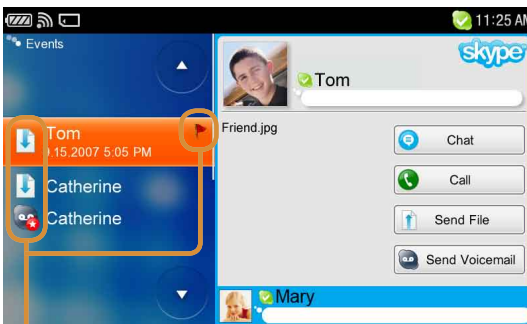 11:25 AM
Events
Tom
9.15.2007 5:05 PM
Catherine
Catherine
skype
Tom
Friend.jpg
Chat
Call
Send File
Send Voicemail
Mary